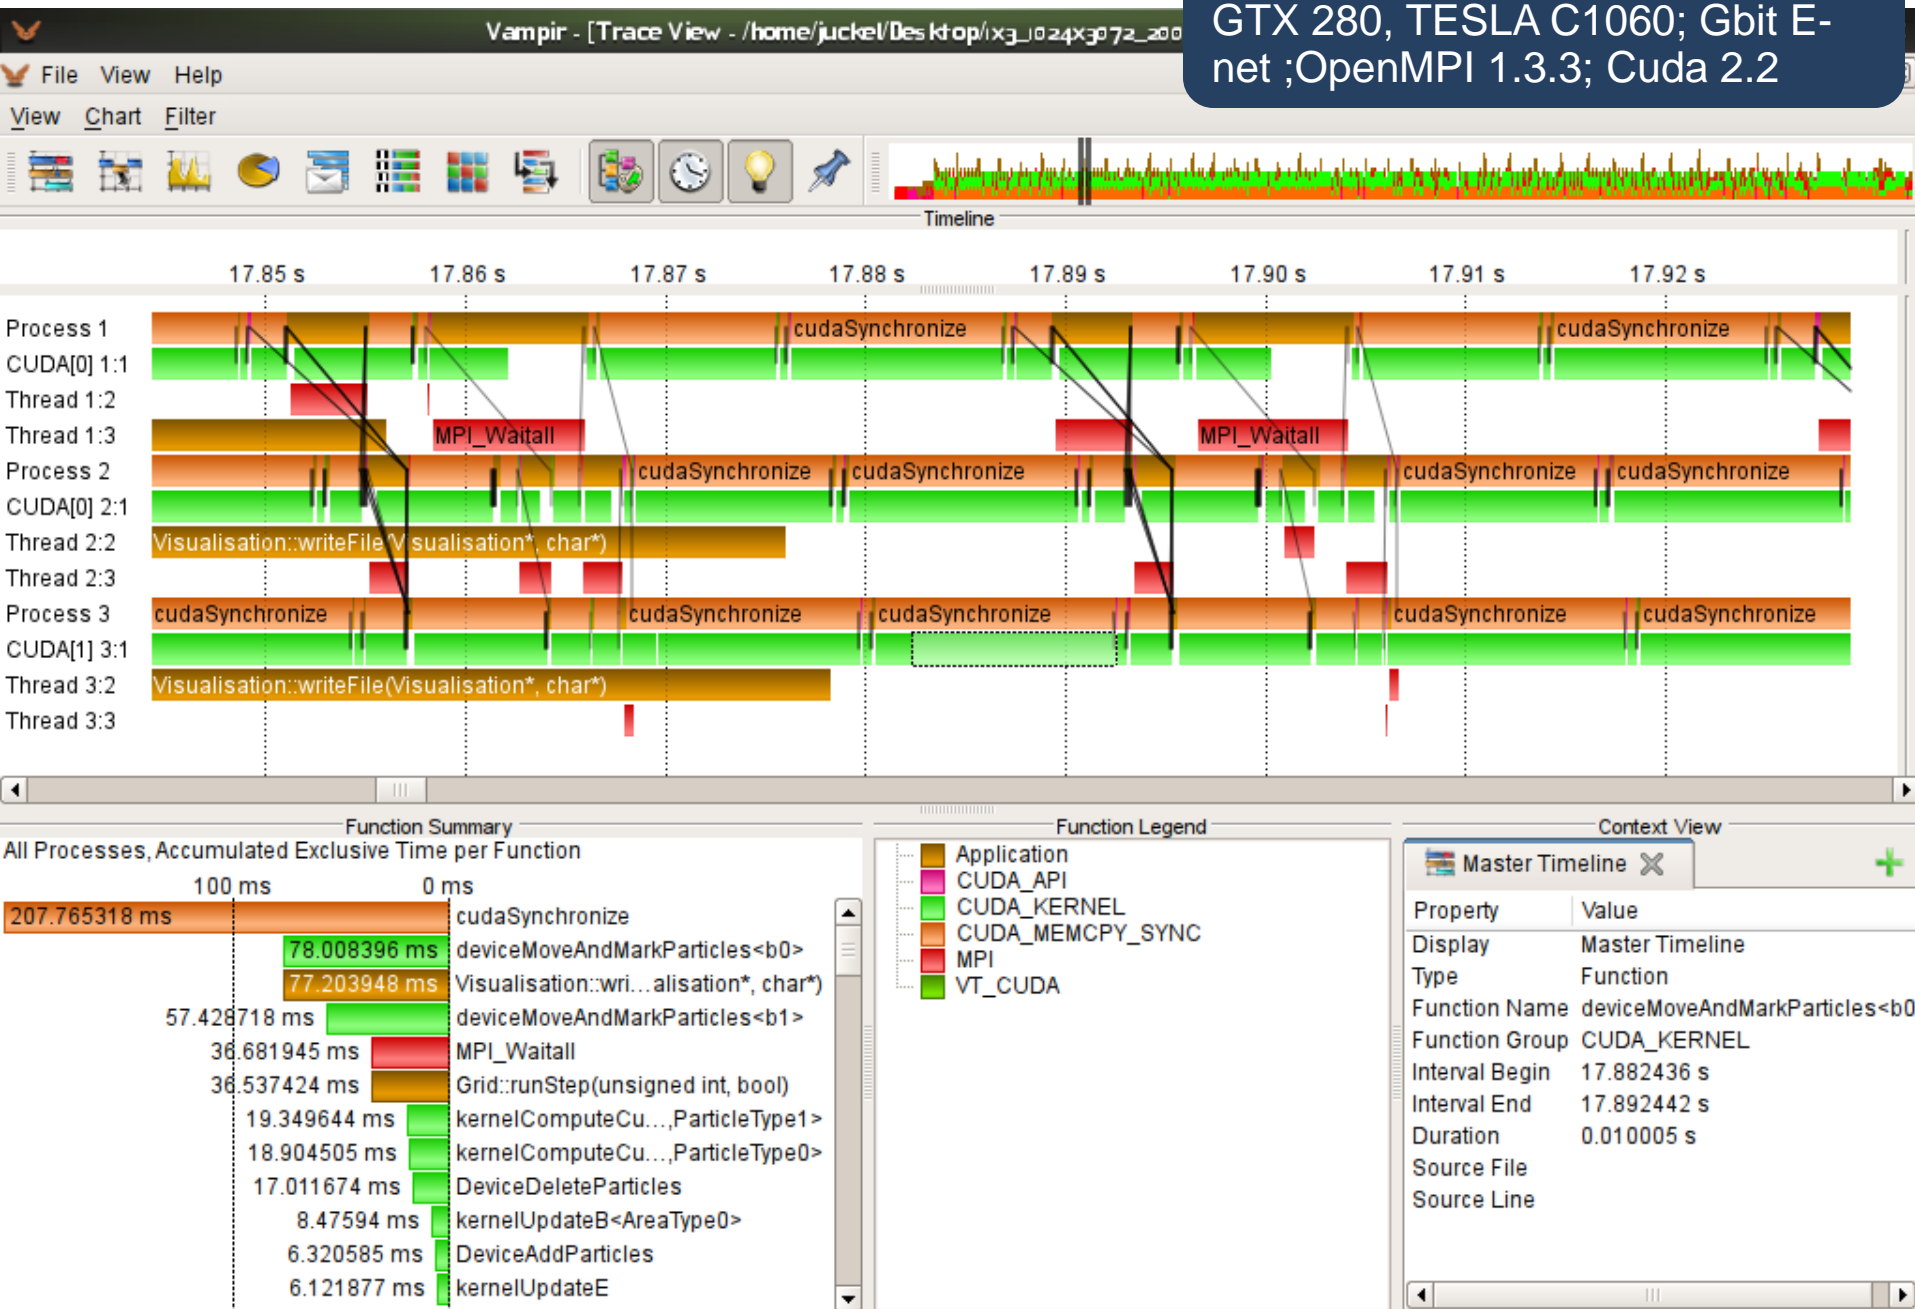 GTX 280, TESLA C1060; Gbit E-
net ;OpenMPI 1.3.3; Cuda 2.2
Vampir - [Trace View - /home/juckel/Desktop/ix3_1024x3072_200
File View Help
View Chart Filter
Timeline
17.85 s 17.86 s 17.87 s 17.88 s 17.89 s 17.90 s 17.91 s 17.92 s
Process 1 cudaSynchronize cudaSynchronize
CUDA[0] 1:1
Thread 1:2
Thread 1:3 MPI_Waitall MPI_Waitall
Process 2 cudaSynchronize cudaSynchronize cudaSynchronize cudaSynchronize
CUDA[0] 2:1
Thread 2:2 Visualisation::writeFile(Visualisation*, char*)
Thread 2:3
Process 3 cudaSynchronize cudaSynchronize cudaSynchronize cudaSynchronize cudaSynchronize
CUDA[1] 3:1
Thread 3:2 Visualisation::writeFile(Visualisation*, char*)
Thread 3:3
Function Summary
All Processes, Accumulated Exclusive Time per Function
100 ms 0 ms
207.765318 ms cudaSynchronize
78.008396 ms deviceMoveAndMarkParticles<b0>
77.203948 ms Visualisation::wri...alisation*, char*)
57.428718 ms deviceMoveAndMarkParticles<b1>
36.681945 ms MPI_Waitall
36.537424 ms Grid::runStep(unsigned int, bool)
19.349644 ms kernelComputeCu...,ParticleType1>
18.904505 ms kernelComputeCu...,ParticleType0>
17.011674 ms DeviceDeleteParticles
8.47594 ms kernelUpdateB<AreaType0>
6.320585 ms DeviceAddParticles
6.121877 ms kernelUpdateE
Function Legend
Application
CUDA_API
CUDA_KERNEL
CUDA_MEMCPY_SYNC
MPI
VT_CUDA
Context View
Master Timeline
Property Value
Display Master Timeline
Type Function
Function Name deviceMoveAndMarkParticles<b0
Function Group CUDA_KERNEL
Interval Begin 17.882436 s
Interval End 17.892442 s
Duration 0.010005 s
Source File
Source Line